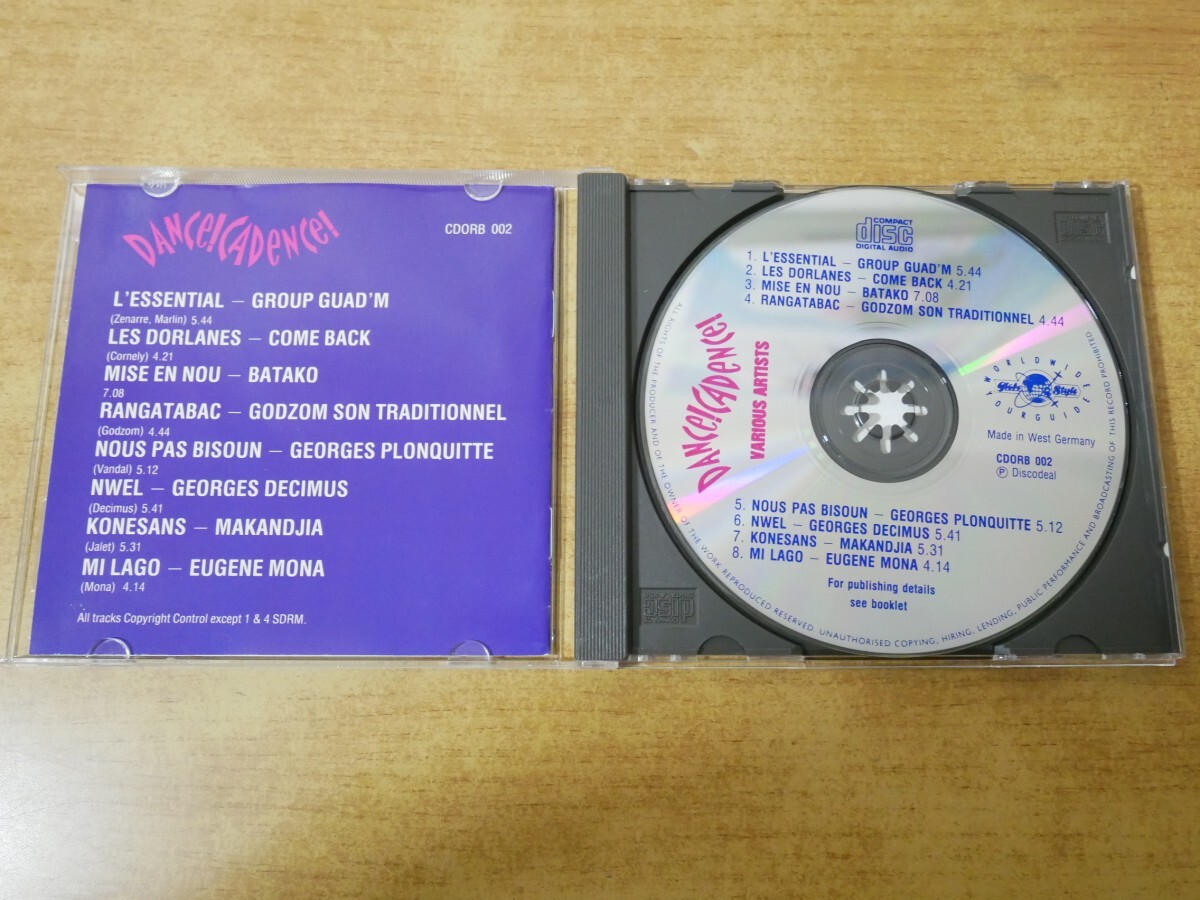 DANCE!CADENCE!
CDORB 002
L'ESSENTIAL – GROUP GUAD'M
(Zenarre, Marlin) 5.44
LES DORLANES – COME BACK
(Cornely) 4.21
MISE EN NOU – BATAKO
7.08
RANGATABAC – GODZOM SON TRADITIONNEL
(Godzom) 4.44
NOUS PAS BISOUN – GEORGES PLONQUITTE
(Vandal) 5.12
NWEL – GEORGES DECIMUS
(Decimus) 5.41
KONESANS – MAKANDJIA
(Jalet) 5.31
MI LAGO – EUGENE MONA
(Mona) 4.14
All tracks Copyright Control except 1 & 4 SDRM.
COMPACT
disc
DIGITAL AUDIO
1. L'ESSENTIAL – GROUP GUAD'M 5.44
2. LES DORLANES – COME BACK 4.21
3. MISE EN NOU – BATAKO 7.08
4. RANGATABAC – GODZOM SON TRADITIONNEL 4.44
DANCE!CADENCE!
VARIOUS ARTISTS
WORLDWIDE
Globe Style
YOUR GUIDE
Made in West Germany
CDORB 002
Ⓟ Discodeal
5. NOUS PAS BISOUN – GEORGES PLONQUITTE 5.12
6. NWEL – GEORGES DECIMUS 5.41
7. KONESANS – MAKANDJIA 5.31
8. MI LAGO – EUGENE MONA 4.14
For publishing details
see booklet
ALL RIGHTS OF THE PRODUCER AND OF THE OWNER OF THE WORK REPRODUCED RESERVED. UNAUTHORISED COPYING, HIRING, LENDING, PUBLIC PERFORMANCE AND BROADCASTING OF THIS RECORD PROHIBITED